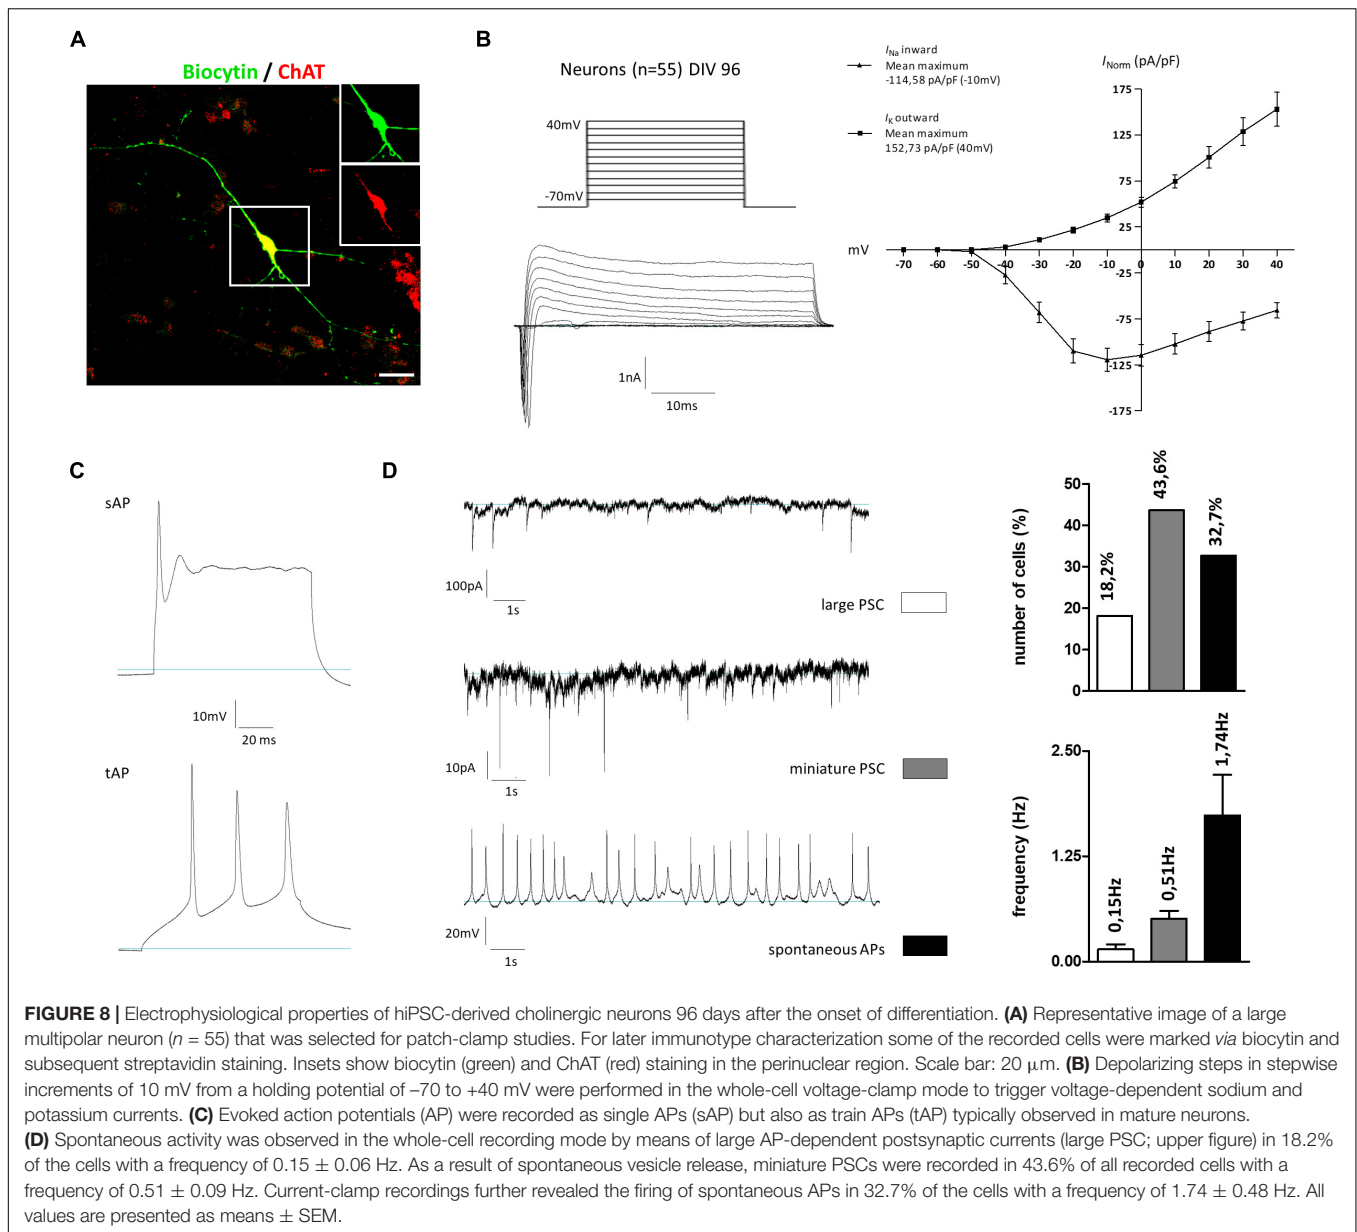 A
Biocytin / ChAT
B
Neurons (n=55) DIV 96
40mV
-70mV
1nA
10ms
INa inward
Mean maximum
-114,58 pA/pF (-10mV)
IK outward
Mean maximum
152,73 pA/pF (40mV)
INorm (pA/pF)
175
125
75
25
mV
-70 -60 -50 -40 -30 -20 -10 0 10 20 30 40
-25
-75
-125
-175
C
sAP
10mV
20 ms
tAP
D
100pA
1s
large PSC
10pA
1s
miniature PSC
20mV
1s
spontaneous APs
number of cells (%)
50
40
30
20
10
0
18,2%
43,6%
32,7%
frequency (Hz)
2.50
1.25
0.00
0,15Hz
0,51Hz
1,74Hz
FIGURE 8 | Electrophysiological properties of hiPSC-derived cholinergic neurons 96 days after the onset of differentiation. (A) Representative image of a large
multipolar neuron (n = 55) that was selected for patch-clamp studies. For later immunotype characterization some of the recorded cells were marked via biocytin and
subsequent streptavidin staining. Insets show biocytin (green) and ChAT (red) staining in the perinuclear region. Scale bar: 20 μm. (B) Depolarizing steps in stepwise
increments of 10 mV from a holding potential of –70 to +40 mV were performed in the whole-cell voltage-clamp mode to trigger voltage-dependent sodium and
potassium currents. (C) Evoked action potentials (AP) were recorded as single APs (sAP) but also as train APs (tAP) typically observed in mature neurons.
(D) Spontaneous activity was observed in the whole-cell recording mode by means of large AP-dependent postsynaptic currents (large PSC; upper figure) in 18.2%
of the cells with a frequency of 0.15 ± 0.06 Hz. As a result of spontaneous vesicle release, miniature PSCs were recorded in 43.6% of all recorded cells with a
frequency of 0.51 ± 0.09 Hz. Current-clamp recordings further revealed the firing of spontaneous APs in 32.7% of the cells with a frequency of 1.74 ± 0.48 Hz. All
values are presented as means ± SEM.